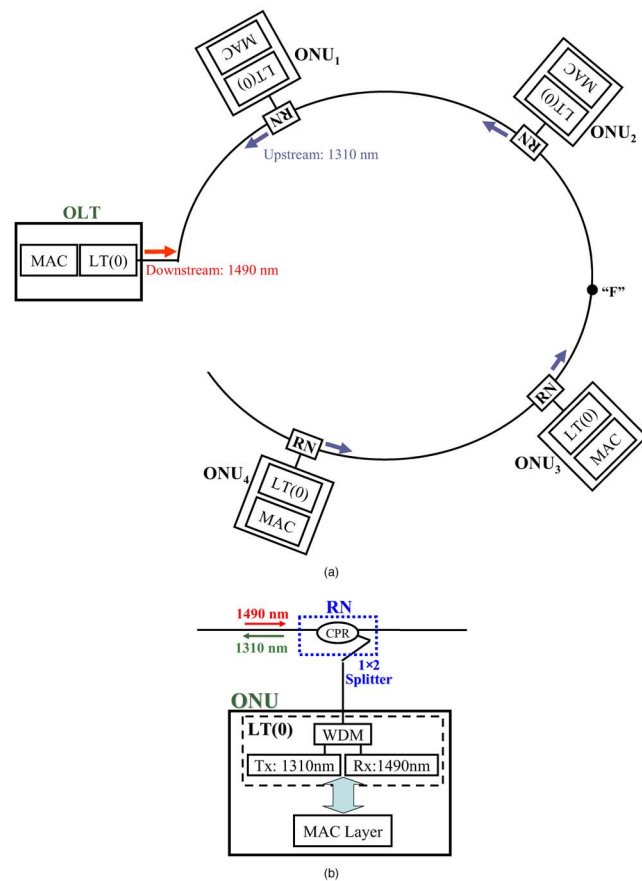 MAC
LT(0)
RN
ONU1
MAC
LT(0)
RN
ONU2
Upstream: 1310 nm
OLT
MAC
LT(0)
Downstream: 1490 nm
“F”
RN
LT(0)
MAC
ONU3
RN
LT(0)
MAC
ONU4
(a)
1490 nm
1310 nm
RN
CPR
1×2
Splitter
ONU
LT(0)
WDM
Tx: 1310nm
Rx:1490nm
MAC Layer
(b)